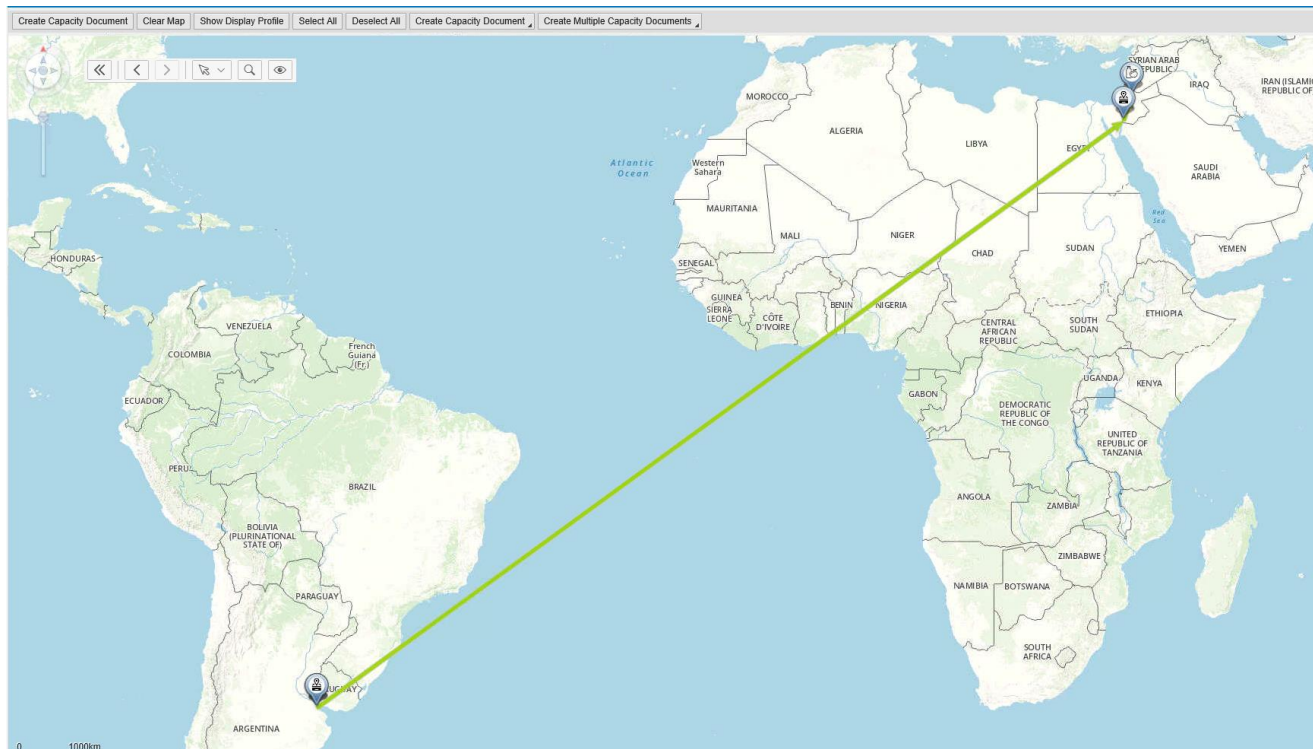 Create Capacity Document
Clear Map
Show Display Profile
Select All
Deselect All
Create Capacity Document
Create Multiple Capacity Documents
SYRIAN ARAB
REPUBLIC
IRAQ
IRAN (ISLAMIC
REPUBLIC OF
MOROCCO
ALGERIA
LIBYA
EGYPT
Atlantic
Ocean
Western
Sahara
SAUDI
ARABIA
MAURITANIA
MALI
NIGER
CHAD
SUDAN
Red
Sea
YEMEN
HONDURAS
SENEGAL
GUINEA
SIERRA
LEONE
CÔTE
D'IVOIRE
BENIN
NIGERIA
CENTRAL
AFRICAN
REPUBLIC
SOUTH
SUDAN
ETHIOPIA
VENEZUELA
COLOMBIA
French
Guiana
(Fr.)
ECUADOR
GABON
UGANDA
KENYA
DEMOCRATIC
REPUBLIC OF
THE CONGO
UNITED
REPUBLIC OF
TANZANIA
PERU
BRAZIL
ANGOLA
ZAMBIA
BOLIVIA
(PLURINATIONAL
STATE OF)
ZIMBABWE
PARAGUAY
NAMIBIA
BOTSWANA
SOUTH
AFRICA
URUGUAY
ARGENTINA
0 1000km